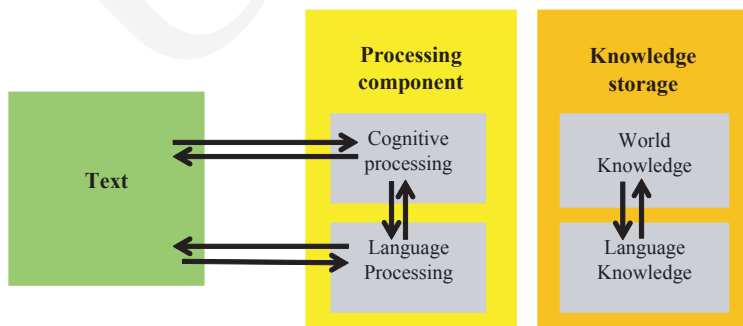 Processing
component
Knowledge
storage
Text
Cognitive
processing
World
Knowledge
Language
Processing
Language
Knowledge